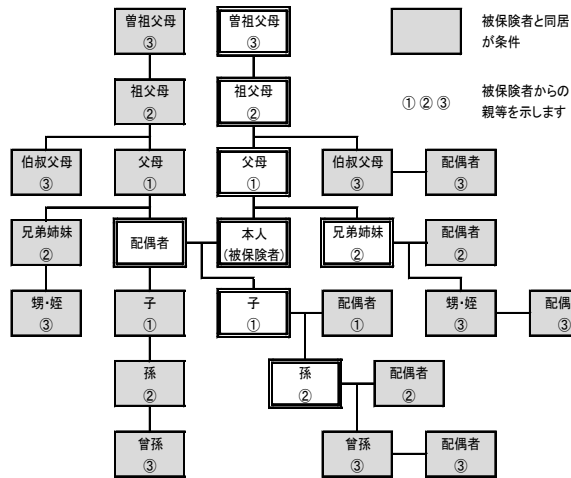 曽祖父母
③
曽祖父母
③
被保険者と同居
が条件
祖父母
②
祖父母
②
①②③
被保険者からの
親等を示します
伯叔父母
③
父母
①
父母
①
伯叔父母
③
配偶者
③
兄弟姉妹
②
配偶者
本人
(被保険者)
兄弟姉妹
②
配偶者
②
甥・姪
③
子
①
子
①
配偶者
①
甥・姪
③
配偶
③
孫
②
孫
②
配偶者
②
曾孫
③
曾孫
③
配偶者
③